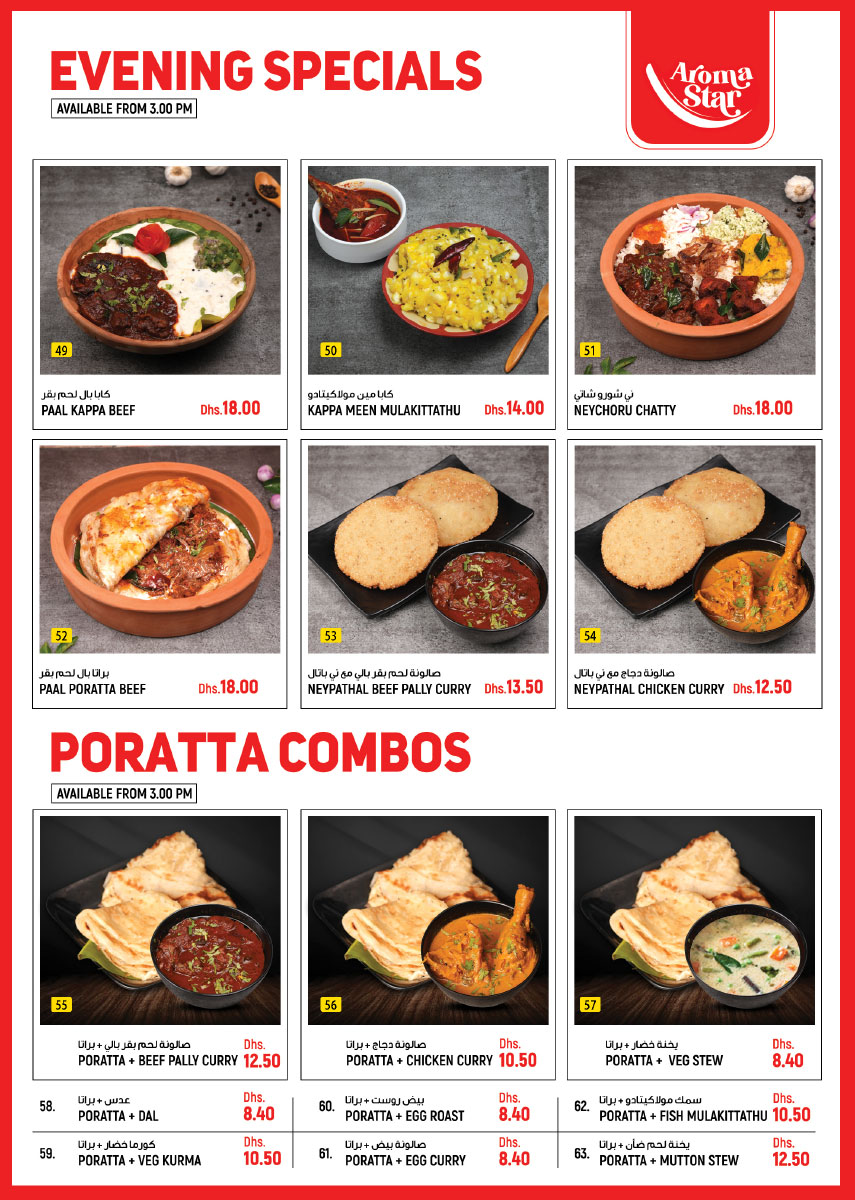 EVENING SPECIALS
AVAILABLE FROM 3.00 PM
Aroma
Star
49
كابا بال لحم بقر
PAAL KAPPA BEEF Dhs.18.00
50
كابا مين مولاكيتادو
KAPPA MEEN MULAKITTATHU Dhs.14.00
51
ني شورو شاتي
NEYCHORU CHATTY Dhs.18.00
52
براتا بال لحم بقر
PAAL PORATTA BEEF Dhs.18.00
53
صالونة لحم بقر بالي مع ني باتال
NEYPATHAL BEEF PALLY CURRY Dhs.13.50
54
صالونة دجاج مع ني باتال
NEYPATHAL CHICKEN CURRY Dhs.12.50
PORATTA COMBOS
AVAILABLE FROM 3.00 PM
55
صالونة لحم بقر بالي + براتا
PORATTA + BEEF PALLY CURRY Dhs. 12.50
56
صالونة دجاج + براتا
PORATTA + CHICKEN CURRY Dhs. 10.50
57
يخنة خضار + براتا
PORATTA + VEG STEW Dhs. 8.40
58. عدس + براتا
PORATTA + DAL Dhs. 8.40
59. كورما خضار + براتا
PORATTA + VEG KURMA Dhs. 10.50
60. بيض روست + براتا
PORATTA + EGG ROAST Dhs. 8.40
61. صالونة بيض + براتا
PORATTA + EGG CURRY Dhs. 8.40
62. سمك مولاكيتادو + براتا
PORATTA + FISH MULAKITTATHU Dhs. 10.50
63. يخنة لحم ضأن + براتا
PORATTA + MUTTON STEW Dhs. 12.50